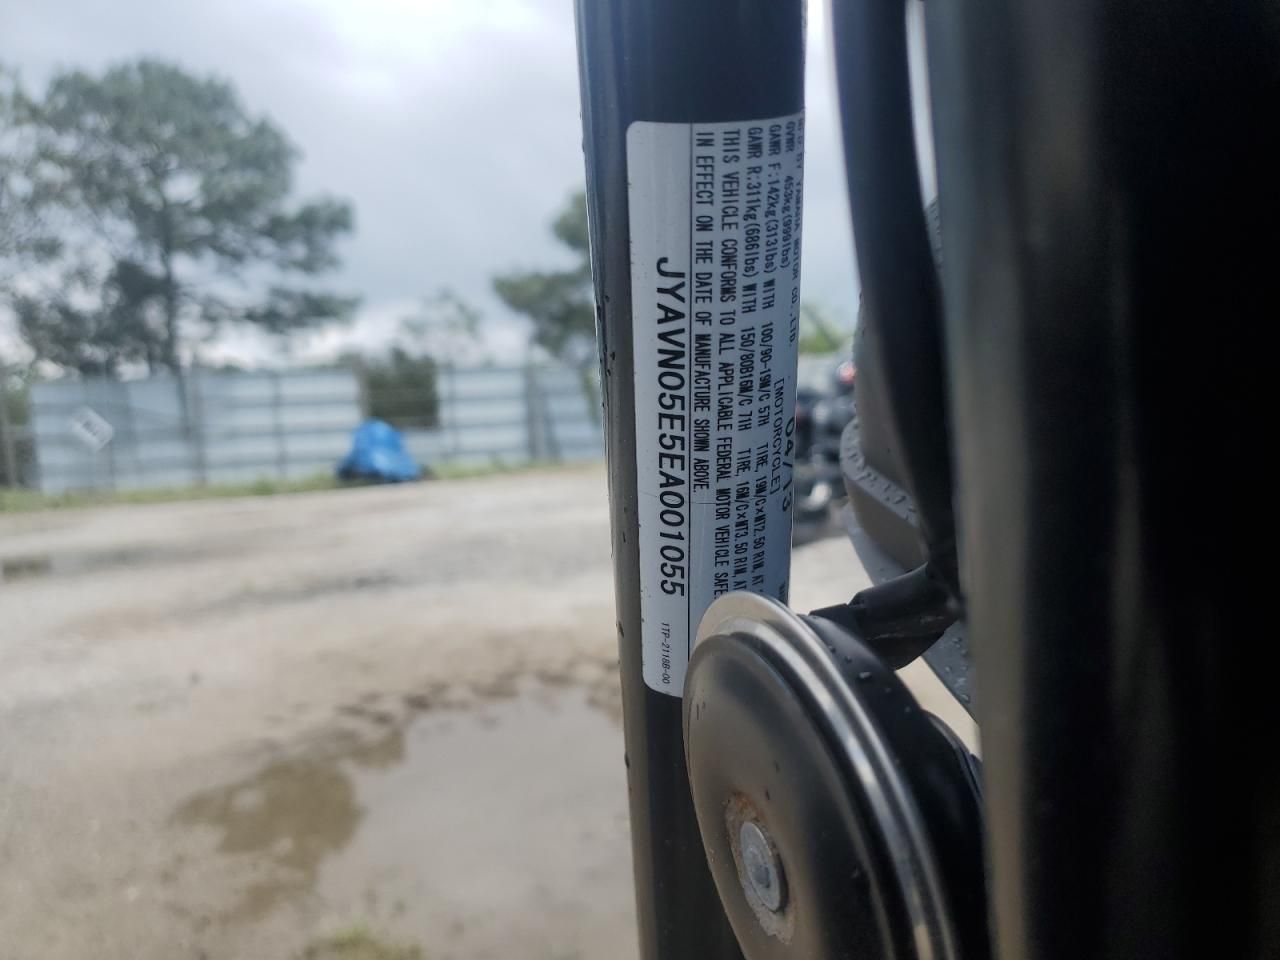 MFD. BY YAMAHA MOTOR CO., LTD. 04/13
GVWR 453kg(999lbs) [MOTORCYCLE]
GAWR F:142kg(313lbs) WITH 100/90-19M/C 57H TIRE, 19M/CxMT2.50 RIM, AT
GAWR R:311kg(686lbs) WITH 150/80B16M/C 71H TIRE, 16M/CxMT3.50 RIM, AT
THIS VEHICLE CONFORMS TO ALL APPLICABLE FEDERAL MOTOR VEHICLE SAFE
IN EFFECT ON THE DATE OF MANUFACTURE SHOWN ABOVE.
JYAVN05E5EA001055 1TP-2118B-00